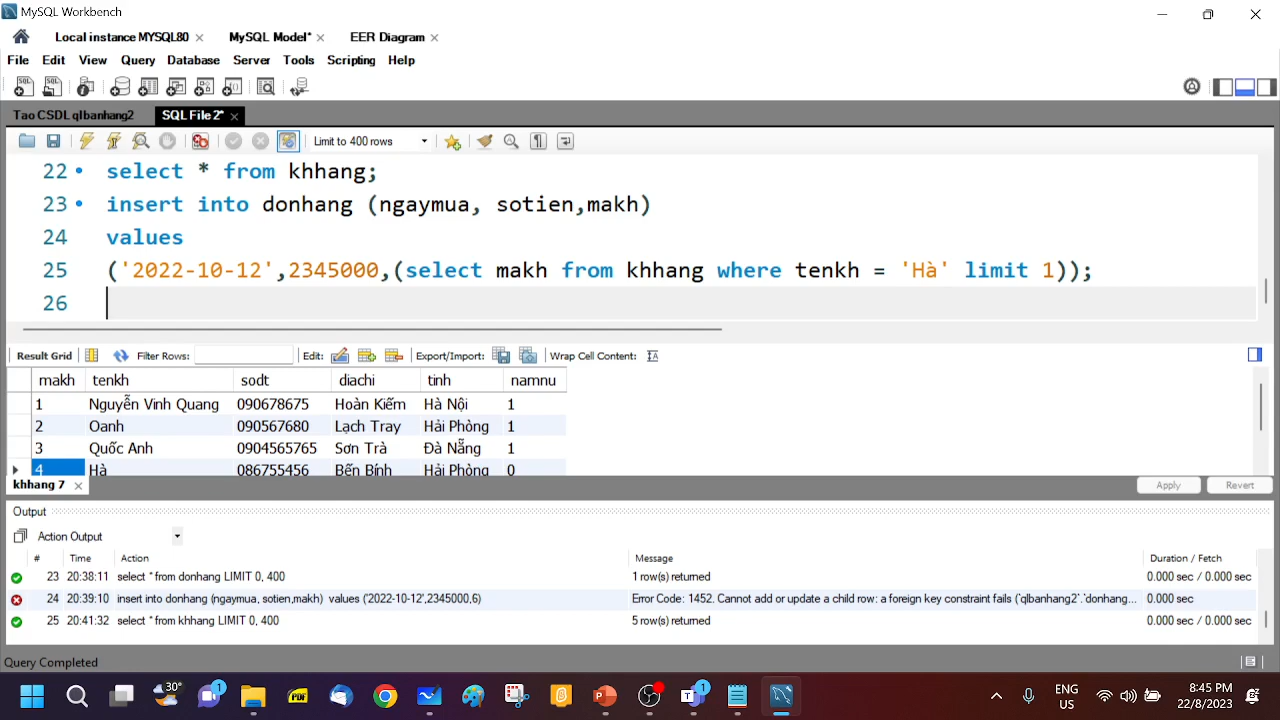 MySQL Workbench
Local instance MYSQL80 MySQL Model* EER Diagram
File Edit View Query Database Server Tools Scripting Help
Tao CSDL qlbanhang2 SQL File 2*
Limit to 400 rows
22 select * from khhang;
23 insert into donhang (ngaymua, sotien,makh)
24 values
25 ('2022-10-12',2345000,(select makh from khhang where tenkh = 'Hà' limit 1));
26
Result Grid Filter Rows: Edit: Export/Import: Wrap Cell Content:
makh tenkh sodt diachi tinh namnu
1 Nguyễn Vinh Quang 090678675 Hoàn Kiếm Hà Nội 1
2 Oanh 090567680 Lạch Tray Hải Phòng 1
3 Quốc Anh 0904565765 Sơn Trà Đà Nẵng 1
4 Hà 086755456 Bến Bính Hải Phòng 0
khhang 7 Apply Revert
Output
Action Output
# Time Action Message Duration / Fetch
23 20:38:11 select * from donhang LIMIT 0, 400 1 row(s) returned 0.000 sec / 0.000 sec
24 20:39:10 insert into donhang (ngaymua, sotien,makh) values ('2022-10-12',2345000,6) Error Code: 1452. Cannot add or update a child row: a foreign key constraint fails (`qlbanhang2`.`donhang... 0.000 sec
25 20:41:32 select * from khhang LIMIT 0, 400 5 row(s) returned 0.000 sec / 0.000 sec
Query Completed
30° 1 PDF 1 ENG 8:45 PM
US 22/8/2023